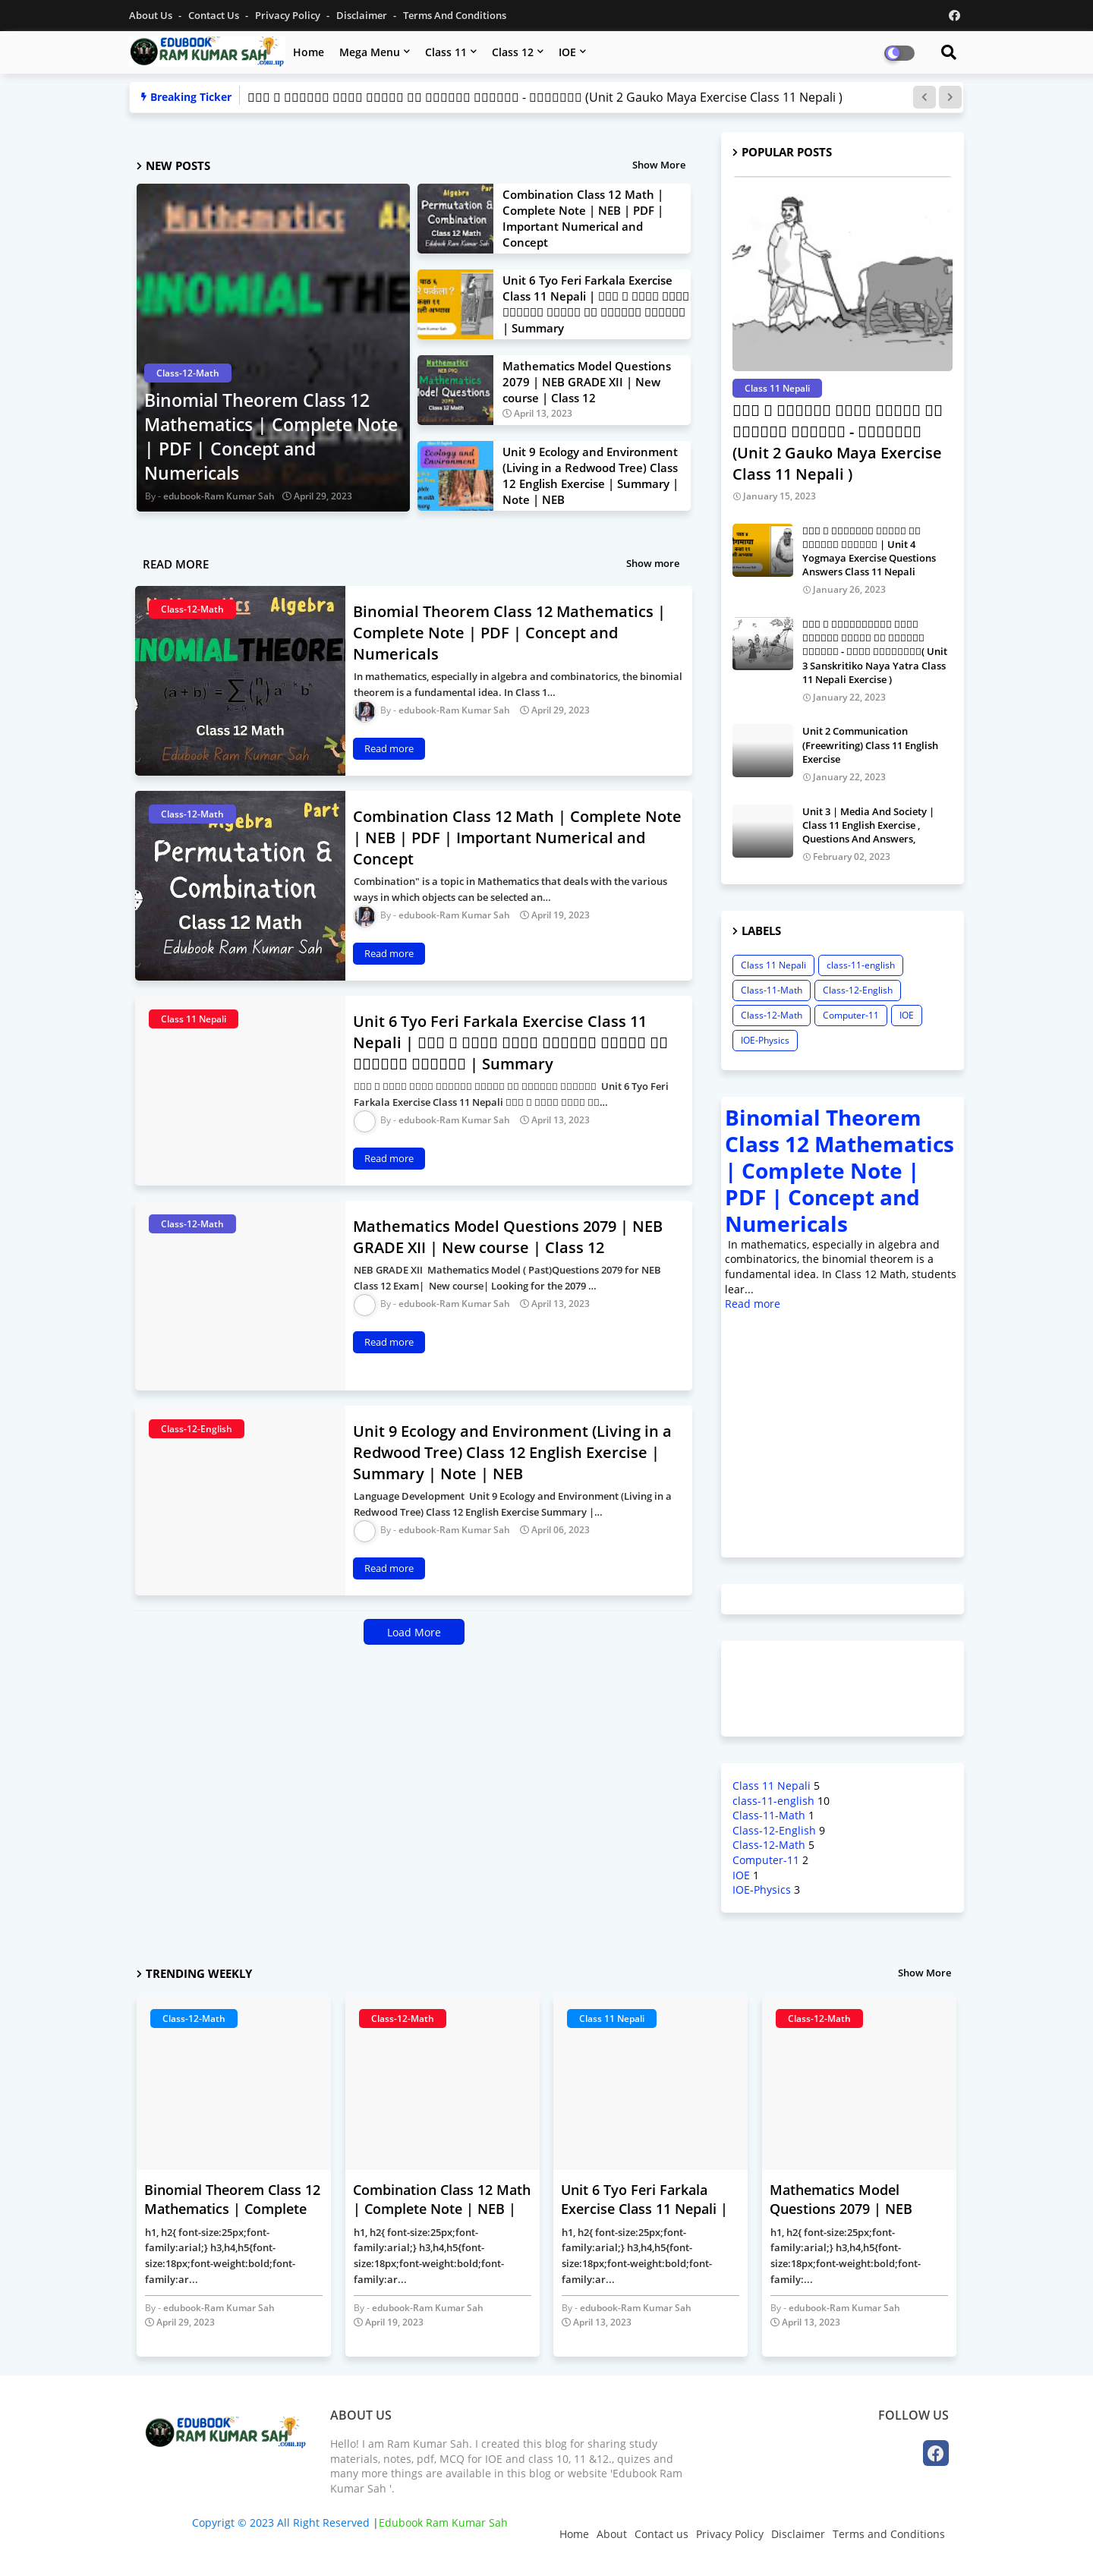 About Us - Contact Us - Privacy Policy - Disclaimer - Terms And Conditions
EDUBOOK
RAM KUMAR SAH
.com.np
Home Mega Menu Class 11 Class 12 IOE
Breaking Ticker
(Unit 2 Gauko Maya Exercise Class 11 Nepali )
NEW POSTS
Show More
Class-12-Math
Binomial Theorem Class 12
Mathematics | Complete Note
| PDF | Concept and
Numericals
By - edubook-Ram Kumar Sah April 29, 2023
Combination Class 12 Math |
Complete Note | NEB | PDF |
Important Numerical and
Concept
Unit 6 Tyo Feri Farkala Exercise
Class 11 Nepali |
| Summary
Mathematics Model Questions
2079 | NEB GRADE XII | New
course | Class 12
April 13, 2023
Unit 9 Ecology and Environment
(Living in a Redwood Tree) Class
12 English Exercise | Summary |
Note | NEB
READ MORE
Show more
Class-12-Math
Algebra
Class 12 Math
Edubook Ram Kumar Sah
Binomial Theorem Class 12 Mathematics |
Complete Note | PDF | Concept and
Numericals
In mathematics, especially in algebra and combinatorics, the binomial
theorem is a fundamental idea. In Class 1...
By - edubook-Ram Kumar Sah April 29, 2023
Read more
Class-12-Math
Part
Algebra
Permutation &
Combination
Class 12 Math
Edubook Ram Kumar Sah
Combination Class 12 Math | Complete Note
| NEB | PDF | Important Numerical and
Concept
Combination" is a topic in Mathematics that deals with the various
ways in which objects can be selected an...
By - edubook-Ram Kumar Sah April 19, 2023
Read more
Class 11 Nepali
Unit 6 Tyo Feri Farkala Exercise Class 11
Nepali |
| Summary
Unit 6 Tyo Feri
Farkala Exercise Class 11 Nepali
By - edubook-Ram Kumar Sah April 13, 2023
Read more
Class-12-Math
Mathematics Model Questions 2079 | NEB
GRADE XII | New course | Class 12
NEB GRADE XII Mathematics Model ( Past)Questions 2079 for NEB
Class 12 Exam| New course| Looking for the 2079 ...
By - edubook-Ram Kumar Sah April 13, 2023
Read more
Class-12-English
Unit 9 Ecology and Environment (Living in a
Redwood Tree) Class 12 English Exercise |
Summary | Note | NEB
Language Development Unit 9 Ecology and Environment (Living in a
Redwood Tree) Class 12 English Exercise Summary |...
By - edubook-Ram Kumar Sah April 06, 2023
Read more
Load More
POPULAR POSTS
Class 11 Nepali
(Unit 2 Gauko Maya Exercise
Class 11 Nepali )
January 15, 2023
| Unit 4
Yogmaya Exercise Questions
Answers Class 11 Nepali
January 26, 2023
( Unit
3 Sanskritiko Naya Yatra Class
11 Nepali Exercise )
January 22, 2023
Unit 2 Communication
(Freewriting) Class 11 English
Exercise
January 22, 2023
Unit 3 | Media And Society |
Class 11 English Exercise ,
Questions And Answers,
February 02, 2023
LABELS
Class 11 Nepali class-11-english
Class-11-Math Class-12-English
Class-12-Math Computer-11 IOE
IOE-Physics
Binomial Theorem
Class 12 Mathematics
| Complete Note |
PDF | Concept and
Numericals
In mathematics, especially in algebra and
combinatorics, the binomial theorem is a
fundamental idea. In Class 12 Math, students
lear...
Read more
Class 11 Nepali 5
class-11-english 10
Class-11-Math 1
Class-12-English 9
Class-12-Math 5
Computer-11 2
IOE 1
IOE-Physics 3
TRENDING WEEKLY
Show More
Class-12-Math
Binomial Theorem Class 12
Mathematics | Complete
h1, h2{ font-size:25px;font-
family:arial;} h3,h4,h5{font-
size:18px;font-weight:bold;font-
family:ar...
By - edubook-Ram Kumar Sah
April 29, 2023
Class-12-Math
Combination Class 12 Math
| Complete Note | NEB |
h1, h2{ font-size:25px;font-
family:arial;} h3,h4,h5{font-
size:18px;font-weight:bold;font-
family:ar...
By - edubook-Ram Kumar Sah
April 19, 2023
Class 11 Nepali
Unit 6 Tyo Feri Farkala
Exercise Class 11 Nepali |
h1, h2{ font-size:25px;font-
family:arial;} h3,h4,h5{font-
size:18px;font-weight:bold;font-
family:ar...
By - edubook-Ram Kumar Sah
April 13, 2023
Class-12-Math
Mathematics Model
Questions 2079 | NEB
h1, h2{ font-size:25px;font-
family:arial;} h3,h4,h5{font-
size:18px;font-weight:bold;font-
family:...
By - edubook-Ram Kumar Sah
April 13, 2023
EDUBOOK
RAM KUMAR SAH
.com.np
ABOUT US
Hello! I am Ram Kumar Sah. I created this blog for sharing study
materials, notes, pdf, MCQ for IOE and class 10, 11 &12., quizes and
many more things are available in this blog or website 'Edubook Ram
Kumar Sah '.
FOLLOW US
Copyrigt © 2023 All Right Reserved |Edubook Ram Kumar Sah
Home About Contact us Privacy Policy Disclaimer Terms and Conditions